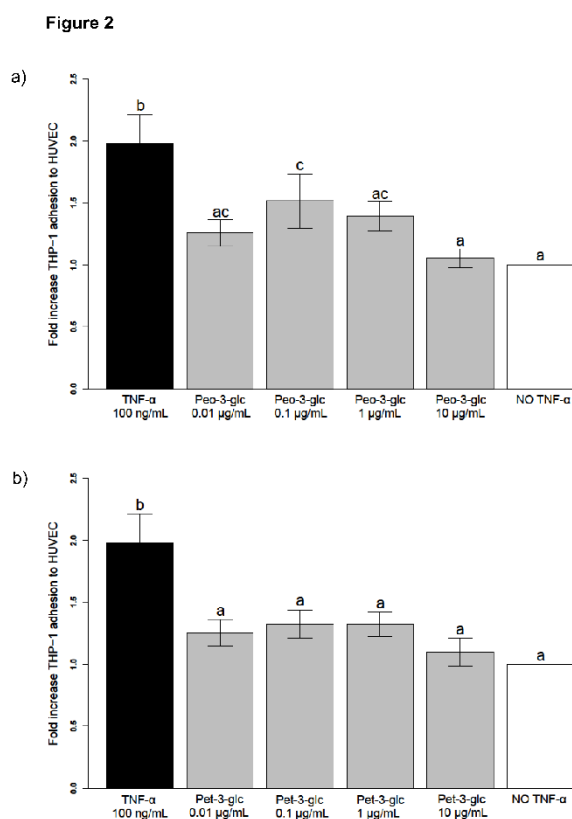 Figure 2
a)
Fold increase THP-1 adhesion to HUVEC
2.5
2.0
1.5
1.0
0.5
0.0
b
ac
c
ac
a
a
TNF-α Peo-3-glc Peo-3-glc Peo-3-glc Peo-3-glc NO TNF-α
100 ng/mL 0.01 µg/mL 0.1 µg/mL 1 µg/mL 10 µg/mL
b)
Fold increase THP-1 adhesion to HUVEC
2.5
2.0
1.5
1.0
0.5
0.0
b
a
a
a
a
a
TNF-α Pet-3-glc Pet-3-glc Pet-3-glc Pet-3-glc NO TNF-α
100 ng/mL 0.01 µg/mL 0.1 µg/mL 1 µg/mL 10 µg/mL